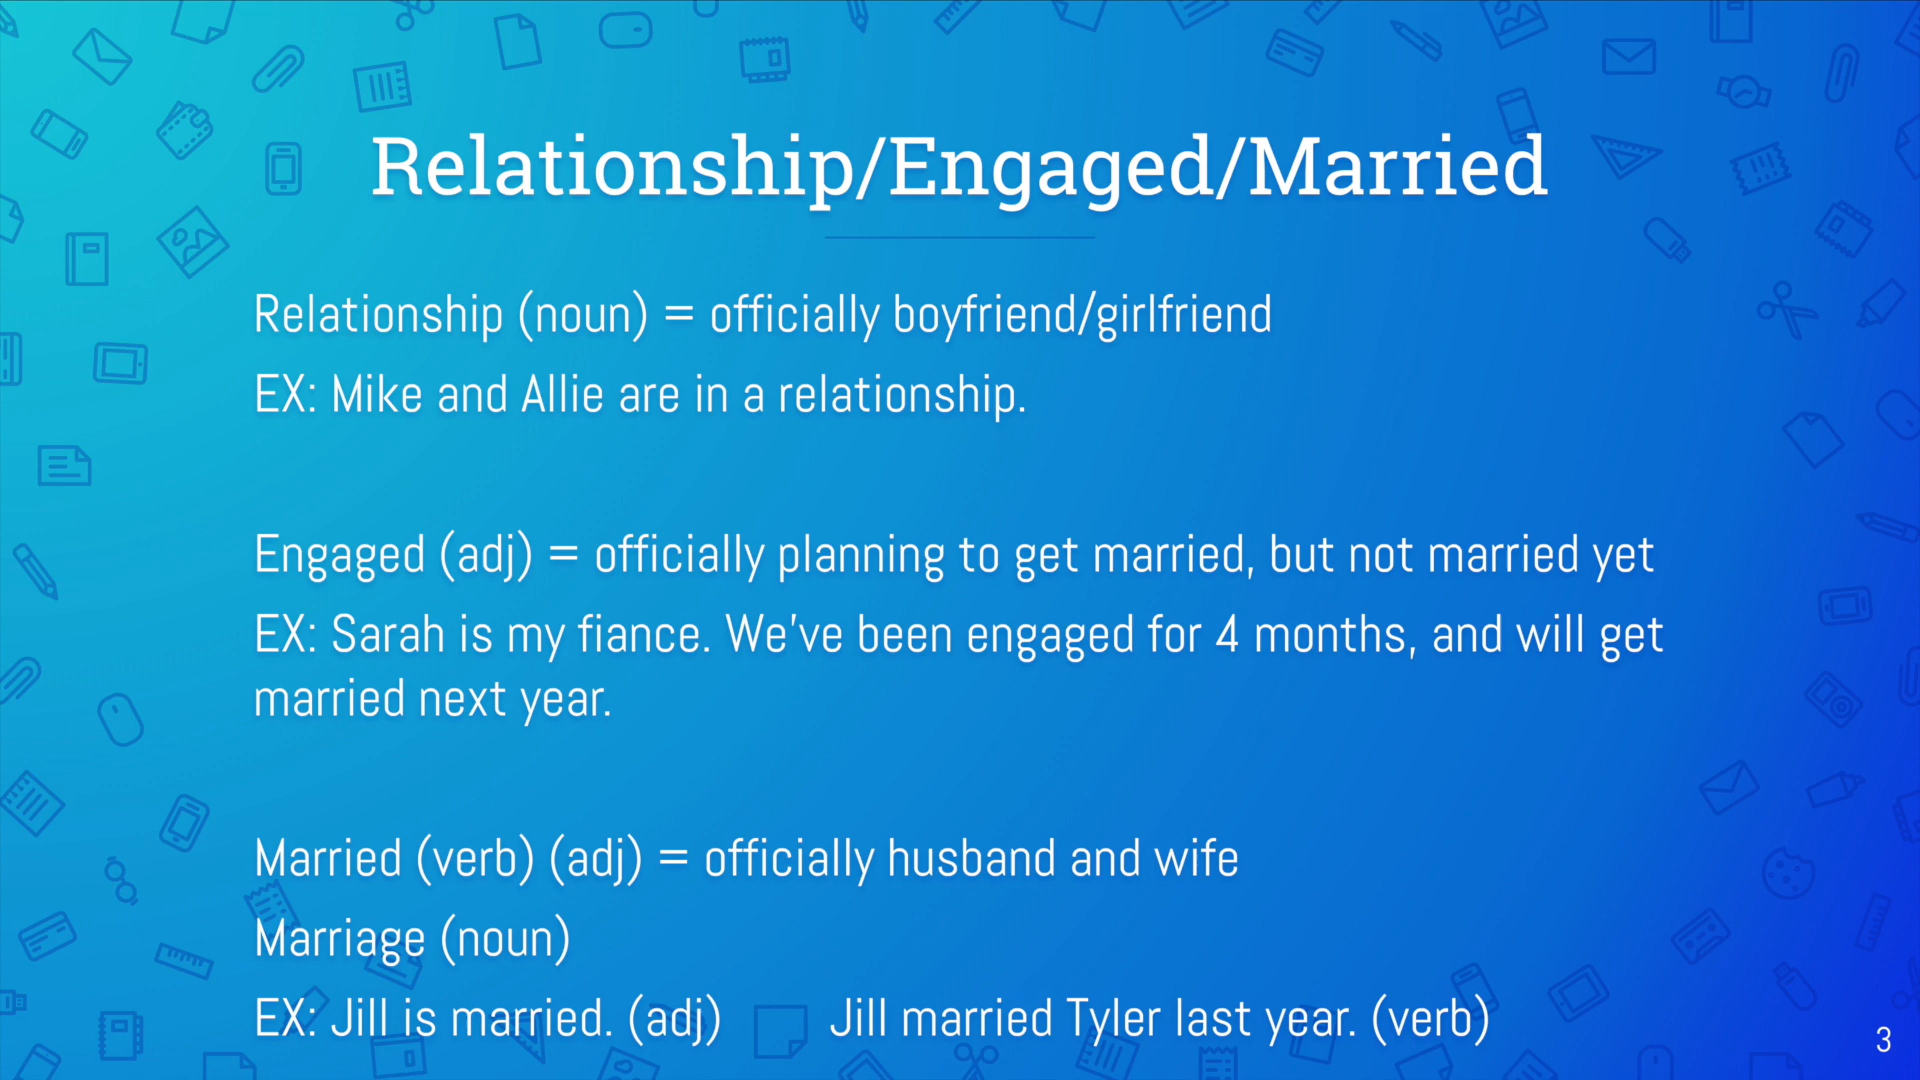 Relationship/Engaged/Married
Relationship (noun) = officially boyfriend/girlfriend
EX: Mike and Allie are in a relationship.
Engaged (adj) = officially planning to get married, but not married yet
EX: Sarah is my fiance. We've been engaged for 4 months, and will get
married next year.
Married (verb) (adj) = officially husband and wife
Marriage (noun)
EX: Jill is married. (adj) Jill married Tyler last year. (verb)
3